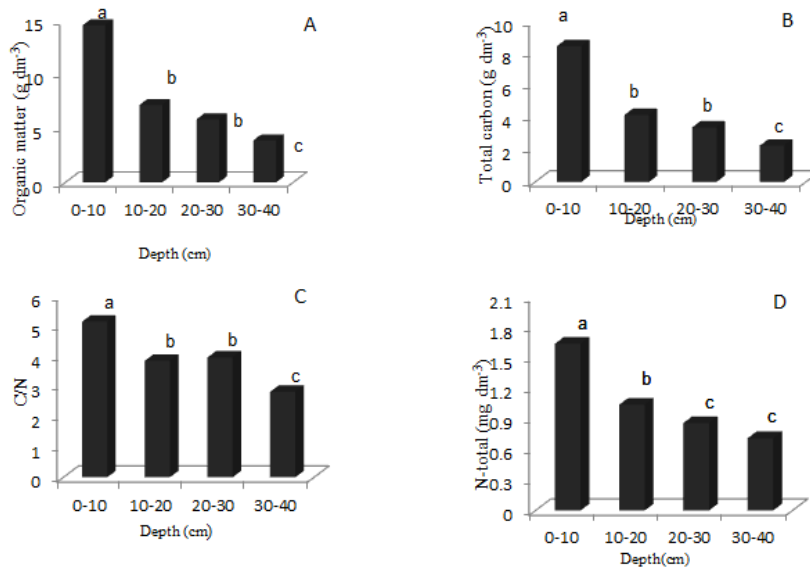 A
Organic matter (g dm-3)
15
10
5
0
a
b
b
c
0-10 10-20 20-30 30-40
Depth (cm)
B
Total carbon (g dm-3)
10
8
6
4
2
0
a
b
b
c
0-10 10-20 20-30 30-40
Depth (cm)
C
C/N
6
5
4
3
2
1
0
a
b
b
c
0-10 10-20 20-30 30-40
Depth (cm)
D
N-total (mg dm-3)
2.1
1.8
1.5
1.2
0.9
0.6
0.3
0
a
b
c
c
0-10 10-20 20-30 30-40
Depth(cm)